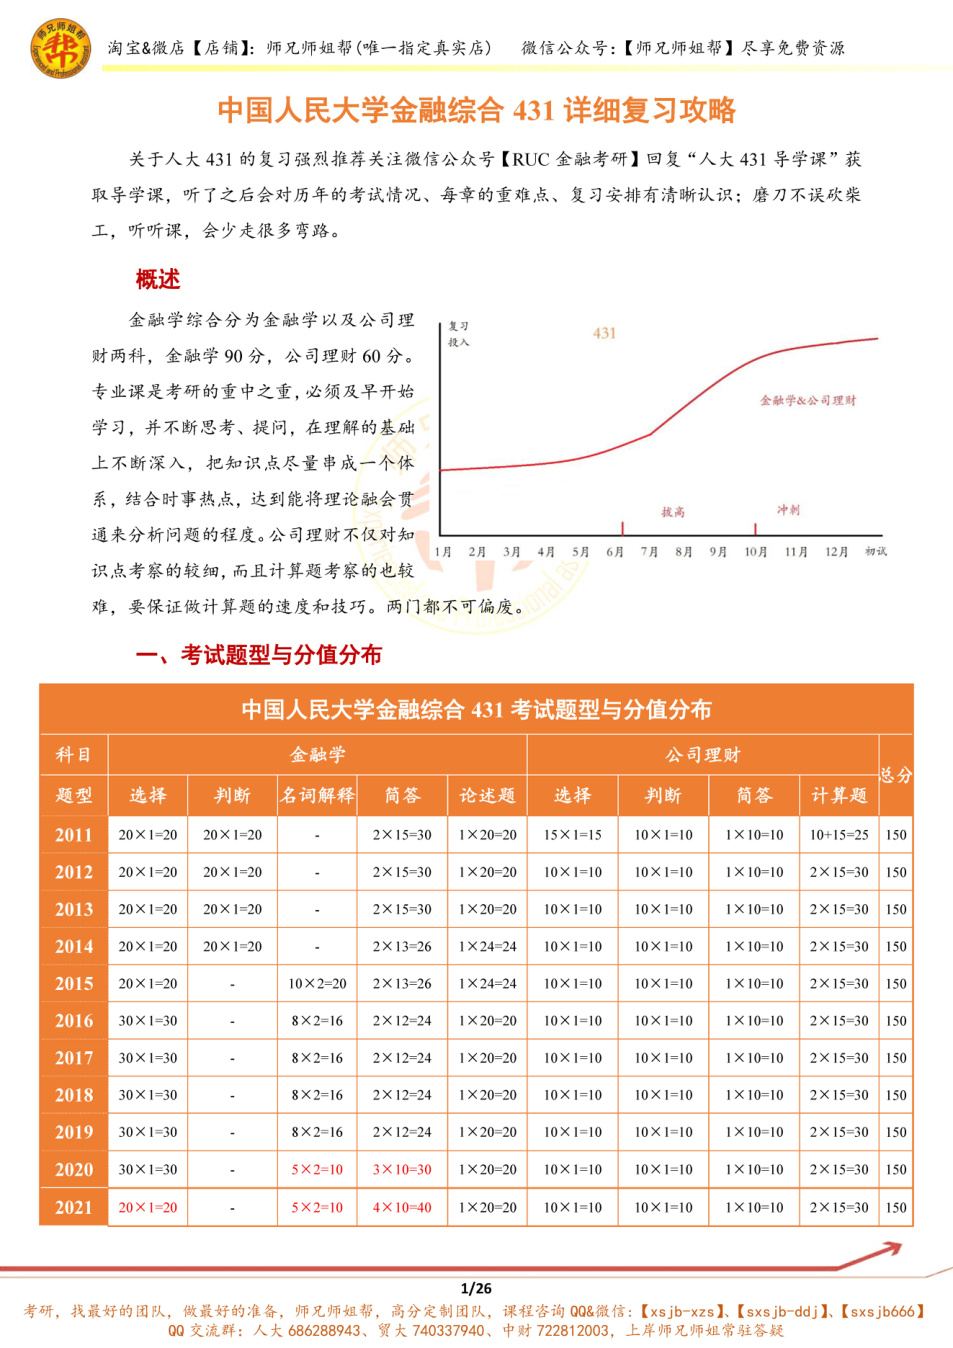 淘宝&微店【店铺】：师兄师姐帮(唯一指定真实店) 微信公众号：【师兄师姐帮】尽享免费资源
中国人民大学金融综合 431 详细复习攻略
关于人大 431 的复习强烈推荐关注微信公众号【RUC 金融考研】回复“人大 431 导学课”获
取导学课，听了之后会对历年的考试情况、每章的重难点、复习安排有清晰认识；磨刀不误砍柴
工，听听课，会少走很多弯路。
概述
金融学综合分为金融学以及公司理
财两科，金融学 90 分，公司理财 60 分。
专业课是考研的重中之重，必须及早开始
学习，并不断思考、提问，在理解的基础
上不断深入，把知识点尽量串成一个体
系，结合时事热点，达到能将理论融会贯
通来分析问题的程度。公司理财不仅对知
识点考察的较细，而且计算题考察的也较
难，要保证做计算题的速度和技巧。两门都不可偏废。
复习
投入
431
金融学&公司理财
拔高 冲刺
1月 2月 3月 4月 5月 6月 7月 8月 9月 10月 11月 12月 初试
一、考试题型与分值分布
中国人民大学金融综合 431 考试题型与分值分布
科目 金融学 公司理财 总分
题型 选择 判断 名词解释 简答 论述题 选择 判断 简答 计算题
2011 20×1=20 20×1=20 - 2×15=30 1×20=20 15×1=15 10×1=10 1×10=10 10+15=25 150
2012 20×1=20 20×1=20 - 2×15=30 1×20=20 10×1=10 10×1=10 1×10=10 2×15=30 150
2013 20×1=20 20×1=20 - 2×15=30 1×20=20 10×1=10 10×1=10 1×10=10 2×15=30 150
2014 20×1=20 20×1=20 - 2×13=26 1×24=24 10×1=10 10×1=10 1×10=10 2×15=30 150
2015 20×1=20 - 10×2=20 2×13=26 1×24=24 10×1=10 10×1=10 1×10=10 2×15=30 150
2016 30×1=30 - 8×2=16 2×12=24 1×20=20 10×1=10 10×1=10 1×10=10 2×15=30 150
2017 30×1=30 - 8×2=16 2×12=24 1×20=20 10×1=10 10×1=10 1×10=10 2×15=30 150
2018 30×1=30 - 8×2=16 2×12=24 1×20=20 10×1=10 10×1=10 1×10=10 2×15=30 150
2019 30×1=30 - 8×2=16 2×12=24 1×20=20 10×1=10 10×1=10 1×10=10 2×15=30 150
2020 30×1=30 - 5×2=10 3×10=30 1×20=20 10×1=10 10×1=10 1×10=10 2×15=30 150
2021 20×1=20 - 5×2=10 4×10=40 1×20=20 10×1=10 10×1=10 1×10=10 2×15=30 150
1/26
考研，找最好的团队，做最好的准备，师兄师姐帮，高分定制团队，课程咨询 QQ&微信：【xsjb-xzs】、【sxsjb-ddj】、【sxsjb666】
QQ 交流群：人大 686288943、贸大 740337940、中财 722812003，上岸师兄师姐常驻答疑